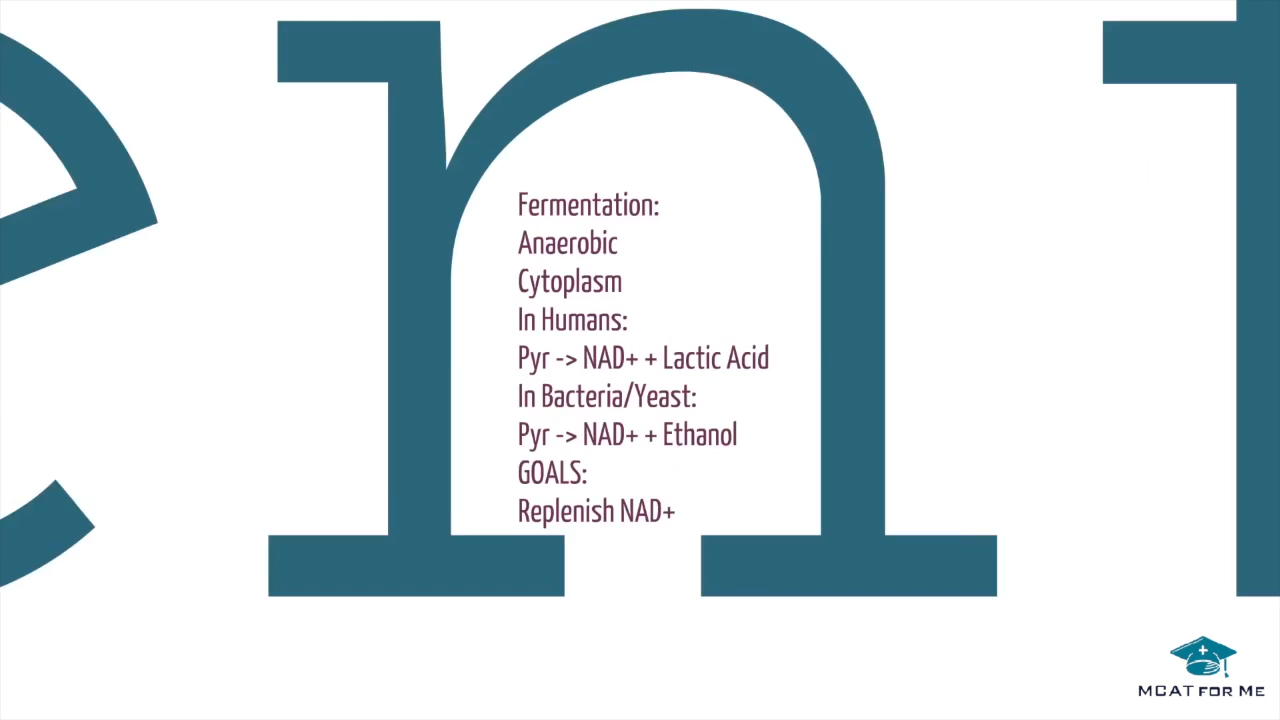 ent
Fermentation:
Anaerobic
Cytoplasm
In Humans:
Pyr -> NAD+ + Lactic Acid
In Bacteria/Yeast:
Pyr -> NAD+ + Ethanol
GOALS:
Replenish NAD+
MCAT FOR ME